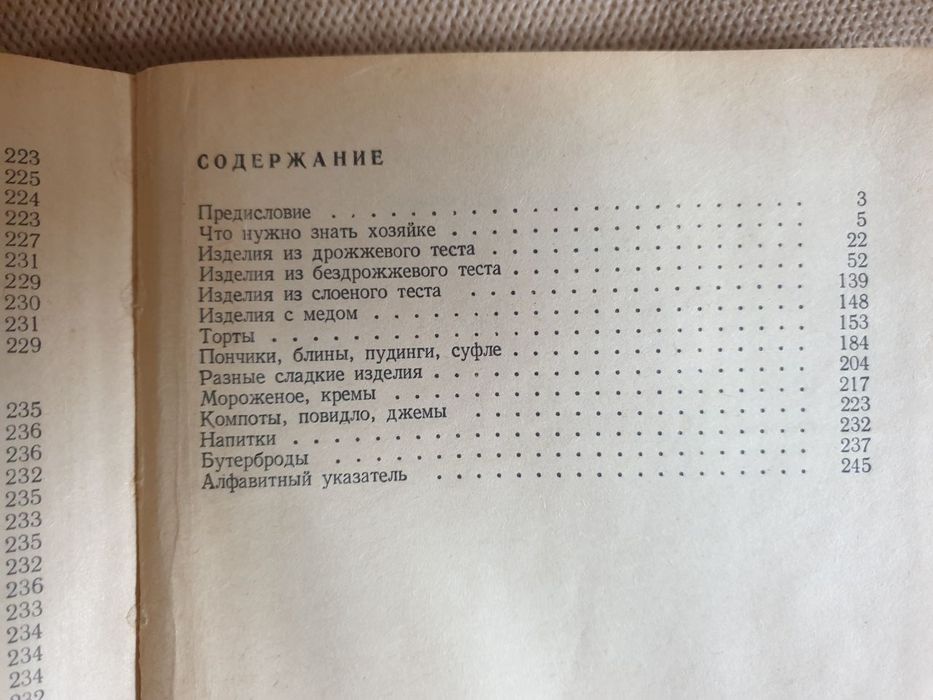 223
225
224
223
227
231
229
230
231
229
235
236
236
232
235
233
235
232
236
233
234
234
234
232
СОДЕРЖАНИЕ
Предисловие . . . . . . . . . . . . . . . . . . . . . . . . 3
Что нужно знать хозяйке . . . . . . . . . . . . . . . . . . 5
Изделия из дрожжевого теста . . . . . . . . . . . . . . . . 22
Изделия из бездрожжевого теста . . . . . . . . . . . . . . . 52
Изделия из слоеного теста . . . . . . . . . . . . . . . . . 139
Изделия с медом . . . . . . . . . . . . . . . . . . . . . . 148
Торты . . . . . . . . . . . . . . . . . . . . . . . . . . . 153
Пончики, блины, пудинги, суфле . . . . . . . . . . . . . . . 184
Разные сладкие изделия . . . . . . . . . . . . . . . . . . . 204
Мороженое, кремы . . . . . . . . . . . . . . . . . . . . . . 217
Компоты, повидло, джемы . . . . . . . . . . . . . . . . . . 223
Напитки . . . . . . . . . . . . . . . . . . . . . . . . . . 232
Бутерброды . . . . . . . . . . . . . . . . . . . . . . . . 237
Алфавитный указатель . . . . . . . . . . . . . . . . . . . . 245